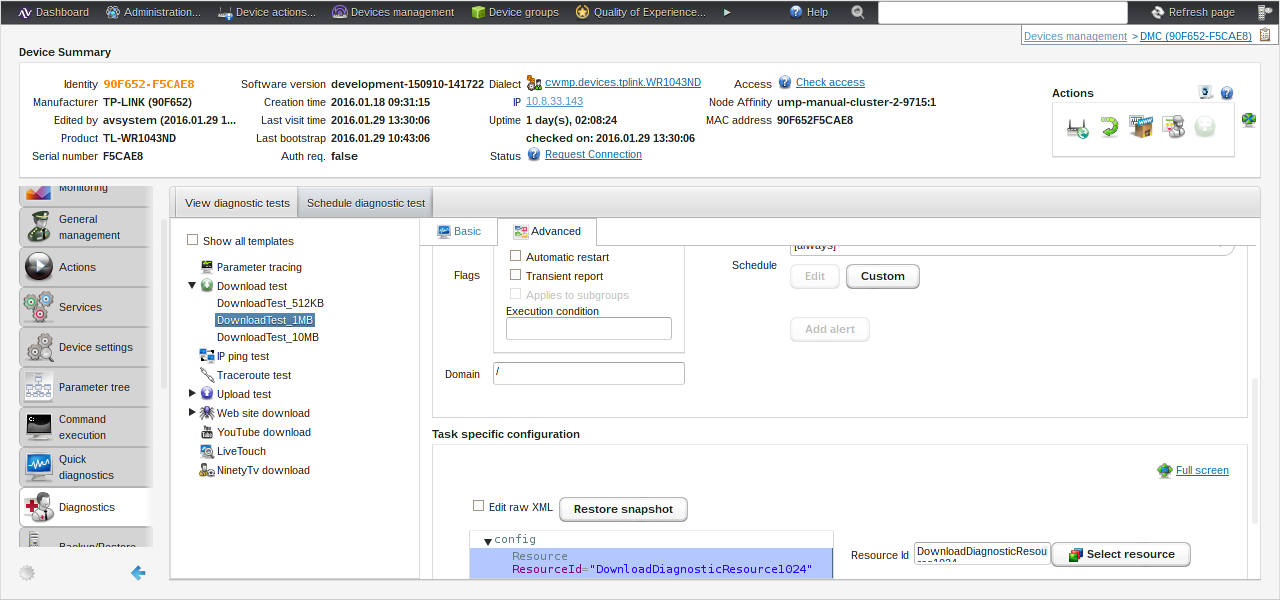 Dashboard Administration... Device actions... Devices management Device groups Quality of Experience... Help Refresh page
Devices management > DMC (90F652-F5CAE8)
Device Summary
Identity 90F652-F5CAE8 Software version development-150910-141722 Dialect cwmp.devices.tplink.WR1043ND Access Check access
Manufacturer TP-LINK (90F652) Creation time 2016.01.18 09:31:15 IP 10.8.33.143 Node Affinity ump-manual-cluster-2-9715:1
Edited by avsystem (2016.01.29 1... Last visit time 2016.01.29 13:30:06 Uptime 1 day(s), 02:08:24 MAC address 90F652F5CAE8
Product TL-WR1043ND Last bootstrap 2016.01.29 10:43:06 checked on: 2016.01.29 13:30:06
Serial number F5CAE8 Auth req. false Status Request Connection
Actions
Monitoring
General
management
Actions
Services
Device settings
Parameter tree
Command
execution
Quick
diagnostics
Diagnostics
Backup/Restore
View diagnostic tests Schedule diagnostic test
Show all templates
Parameter tracing
Download test
DownloadTest_512KB
DownloadTest_1MB
DownloadTest_10MB
IP ping test
Traceroute test
Upload test
Web site download
YouTube download
LiveTouch
NinetyTv download
Basic Advanced
Flags
Automatic restart
Transient report
Applies to subgroups
Execution condition
Domain /
[always]
Schedule
Edit Custom
Add alert
Task specific configuration
Full screen
Edit raw XML Restore snapshot
config
Resource
ResourceId="DownloadDiagnosticResource1024"
Resource Id DownloadDiagnosticResou
rce1024
Select resource